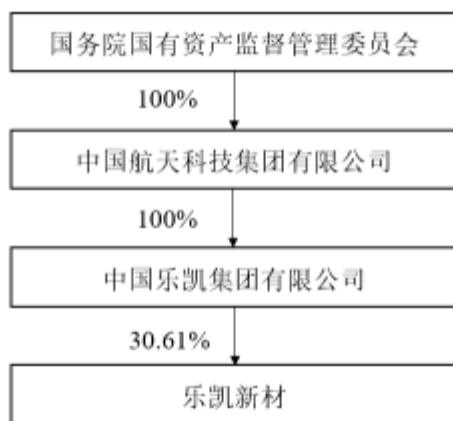 国务院国有资产监督管理委员会
100%
中国航天科技集团有限公司
100%
中国乐凯集团有限公司
30.61%
乐凯新材